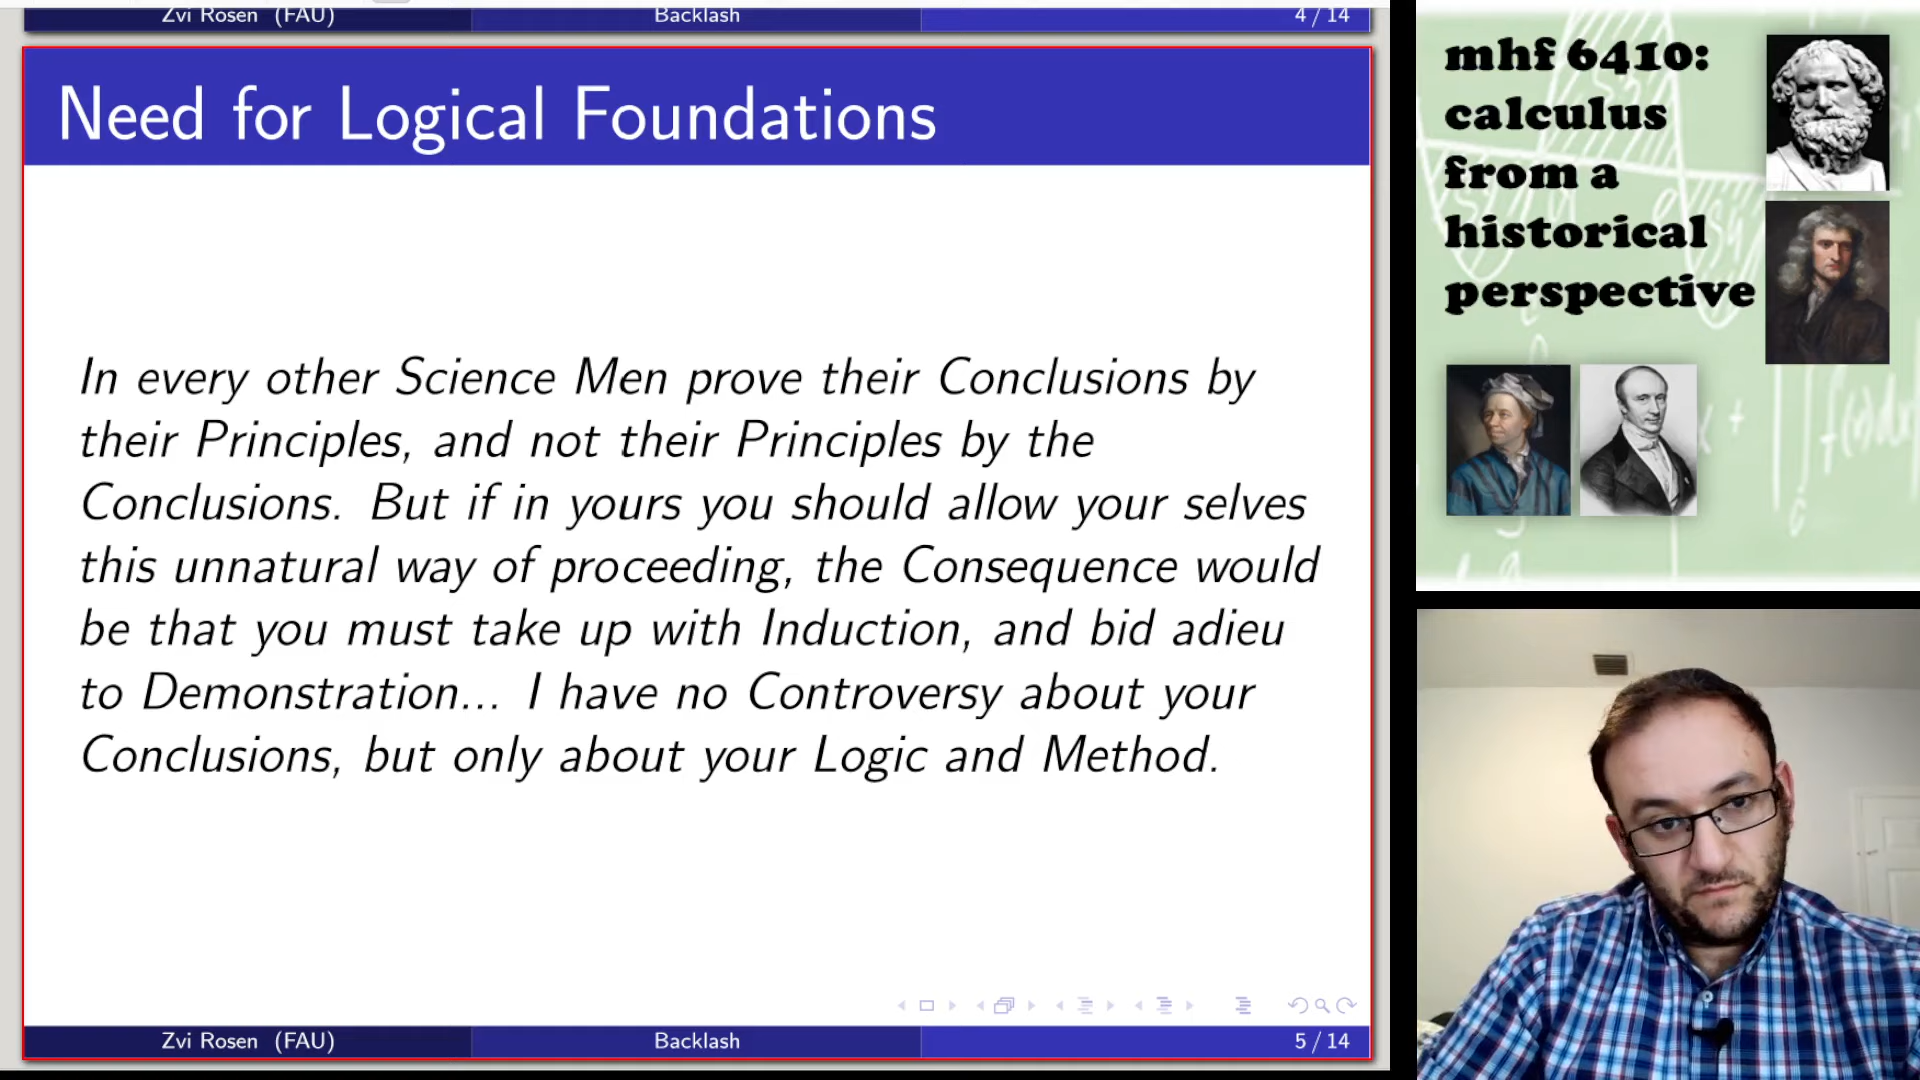 Zvi Rosen (FAU) Backlash 4 / 14
Need for Logical Foundations
In every other Science Men prove their Conclusions by
their Principles, and not their Principles by the
Conclusions. But if in yours you should allow your selves
this unnatural way of proceeding, the Consequence would
be that you must take up with Induction, and bid adieu
to Demonstration... I have no Controversy about your
Conclusions, but only about your Logic and Method.
Zvi Rosen (FAU) Backlash 5 / 14
mhf 6410:
calculus
from a
historical
perspective